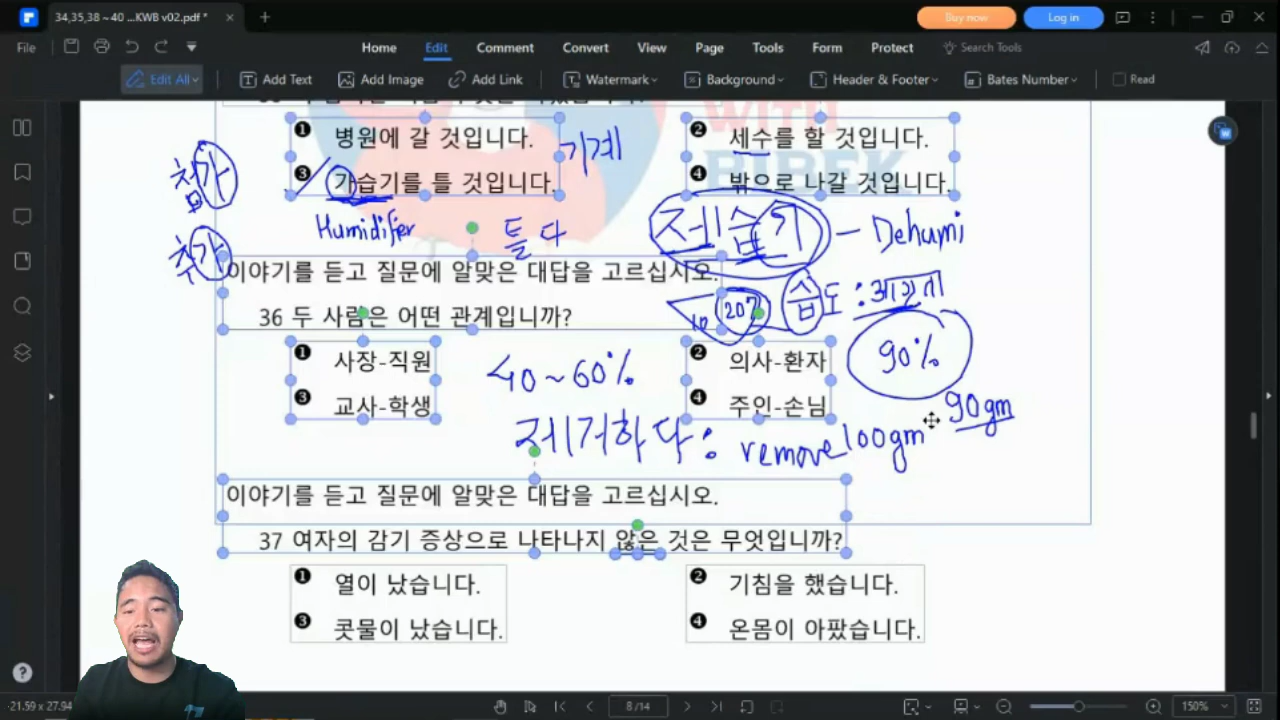 34,35,38 ~ 40 ...KWB v02.pdf *
Buy now
Log in
File
Home
Edit
Comment
Convert
View
Page
Tools
Form
Protect
Search Tools
Edit All
Add Text
Add Image
Add Link
Watermark
Background
Header & Footer
Bates Number
Read
WITH
BIBEK
❶ 병원에 갈 것입니다.
기계
❷ 세수를 할 것입니다.
참가
❸ 가습기를 틀 것입니다.
❹ 밖으로 나갈 것입니다.
Humidifer
틀다
제습기 - Dehumi
추가
이야기를 듣고 질문에 알맞은 대답을 고르십시오.
습도 :
36 두 사람은 어떤 관계입니까?
❶ 사장-직원
40 ~ 60%
❷ 의사-환자
90%
❸ 교사-학생
❹ 주인-손님
90gm
제거하다 : remove 100gm
이야기를 듣고 질문에 알맞은 대답을 고르십시오.
37 여자의 감기 증상으로 나타나지 않은 것은 무엇입니까?
❶ 열이 났습니다.
❷ 기침을 했습니다.
❸ 콧물이 났습니다.
❹ 온몸이 아팠습니다.
-21.59 x 27.94
8 /14
150%